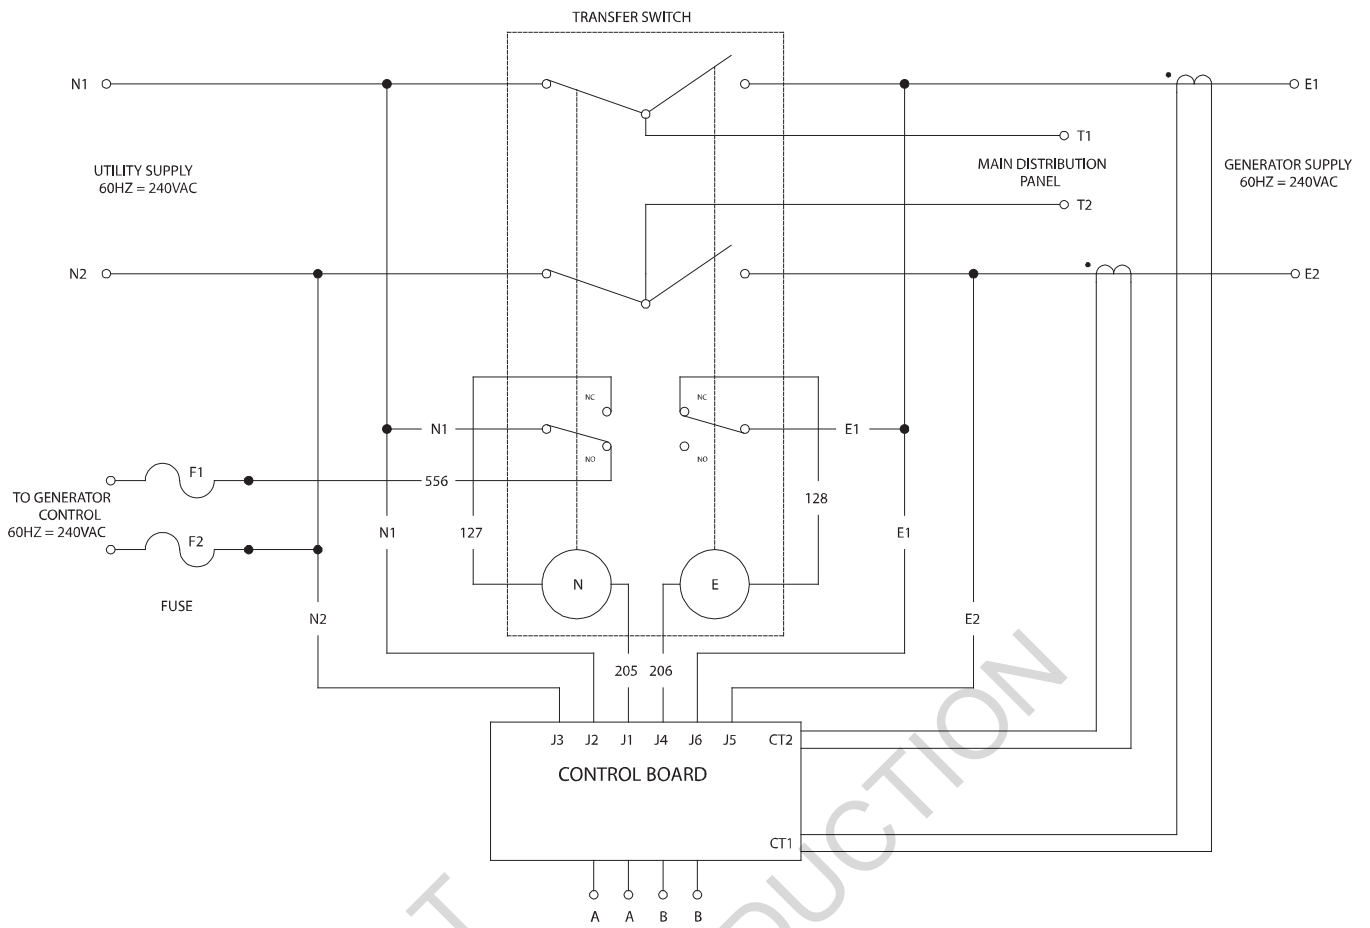 TRANSFER SWITCH
N1
E1
T1
UTILITY SUPPLY
60HZ = 240VAC
MAIN DISTRIBUTION
PANEL
GENERATOR SUPPLY
60HZ = 240VAC
T2
N2
E2
NC
NC
N1
E1
NO
NO
F1
556
TO GENERATOR
CONTROL
60HZ = 240VAC
128
N1
127
E1
F2
N
E
FUSE
N2
E2
205
206
J3
J2
J1
J4
J6
J5
CT2
CONTROL BOARD
CT1
A
A
B
B